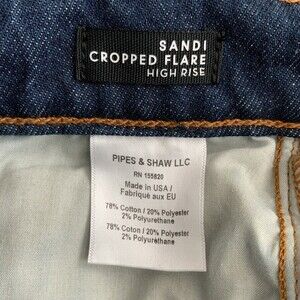 SANDI
CROPPED FLARE
HIGH RISE
PIPES & SHAW LLC
RN 155820
Made in USA /
Fabriqué aux EU
78% Cotton / 20% Polyester
2% Polyurethane
78% Cotton / 20% Polyester
2% Polyuréthane